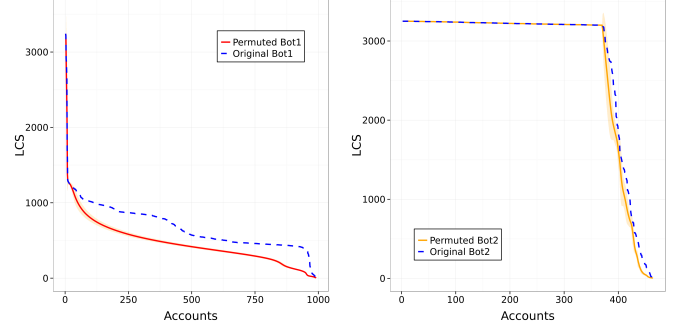 3000
2000
1000
0
LCS
0
250
500
750
1000
Accounts
Permuted Bot1
Original Bot1
3000
2000
1000
0
LCS
0
100
200
300
400
Accounts
Permuted Bot2
Original Bot2